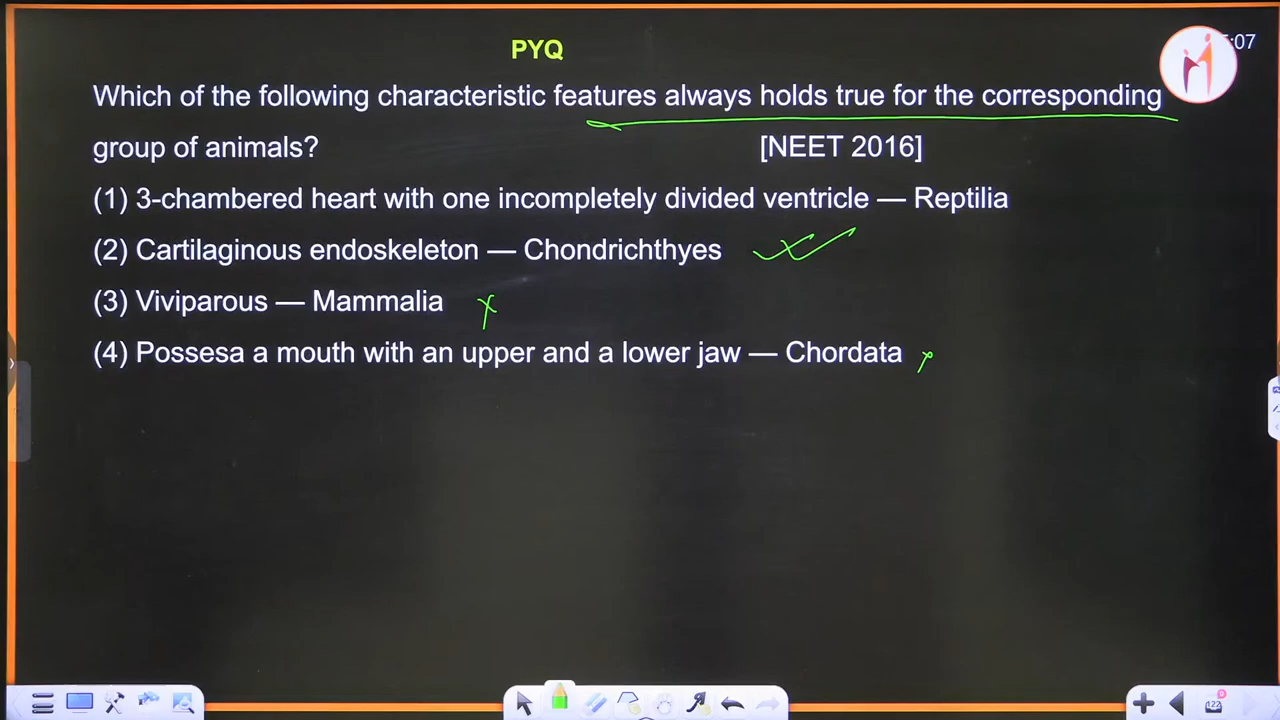 PYQ
:07
Which of the following characteristic features always holds true for the corresponding
group of animals? [NEET 2016]
(1) 3-chambered heart with one incompletely divided ventricle — Reptilia
(2) Cartilaginous endoskeleton — Chondrichthyes
(3) Viviparous — Mammalia
(4) Possesa a mouth with an upper and a lower jaw — Chordata
122